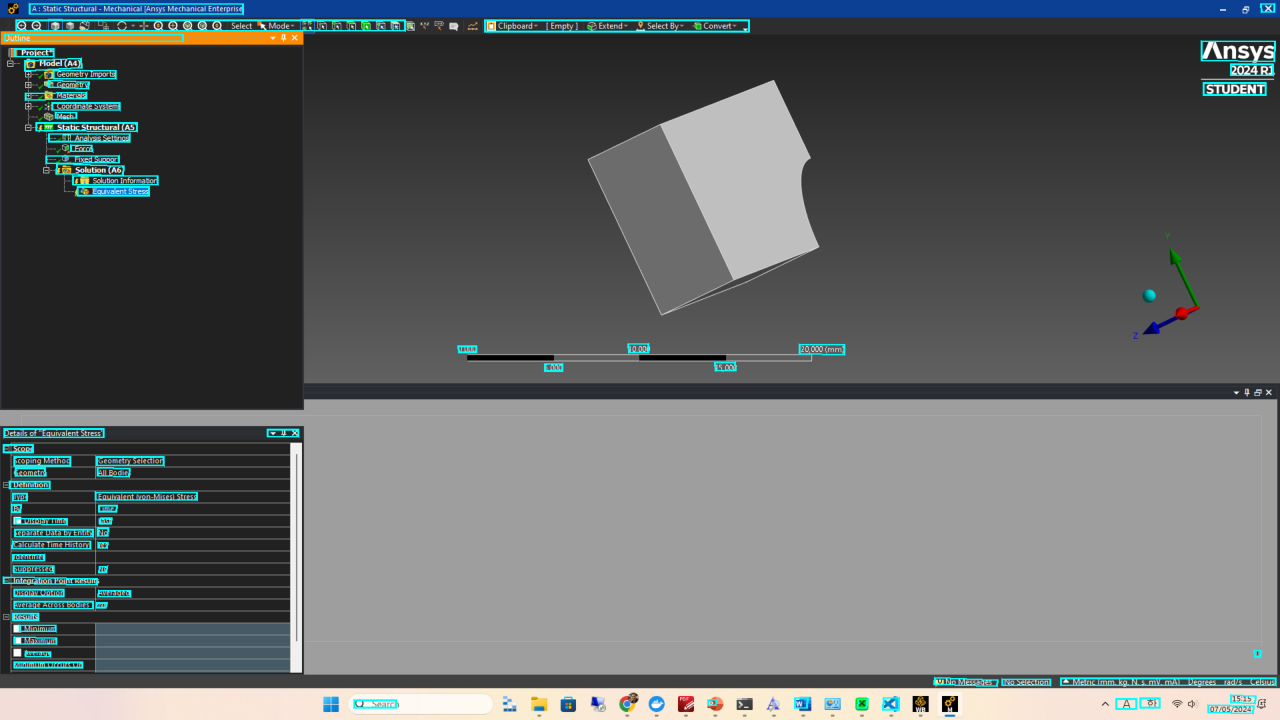 A : Static Structural - Mechanical [Ansys Mechanical Enterprise
Select Mode Clipboard [ Empty ] Extend Select By Convert
Outline
Project*
Model (A4)
Geometry Imports
Geometry
Materials
Coordinate System
Mesh
Static Structural (A5
Analysis Settings
Force
Fixed Support
Solution (A6
Solution Information
Equivalent Stress
Ansys
2024 R1
STUDENT
Y
Z
0.000 10.000 20.000 (mm)
5.000 15.000
Details of "Equivalent Stress"
Scope
Scoping Method Geometry Selection
Geometry All Bodies
Definition
Type Equivalent (von-Mises) Stress
By Time
Display Time Last
Separate Data by Entity No
Calculate Time History
Identifier
Suppressed No
Integration Point Results
Display Option Averaged
Average Across Bodies No
Results
Minimum
Maximum
Average
Minimum Occurs On
No Messages No Selection Metric (mm, kg, N, s, mV, mA) Degrees rad/s Celsius
Search
A
15:15
07/05/2024